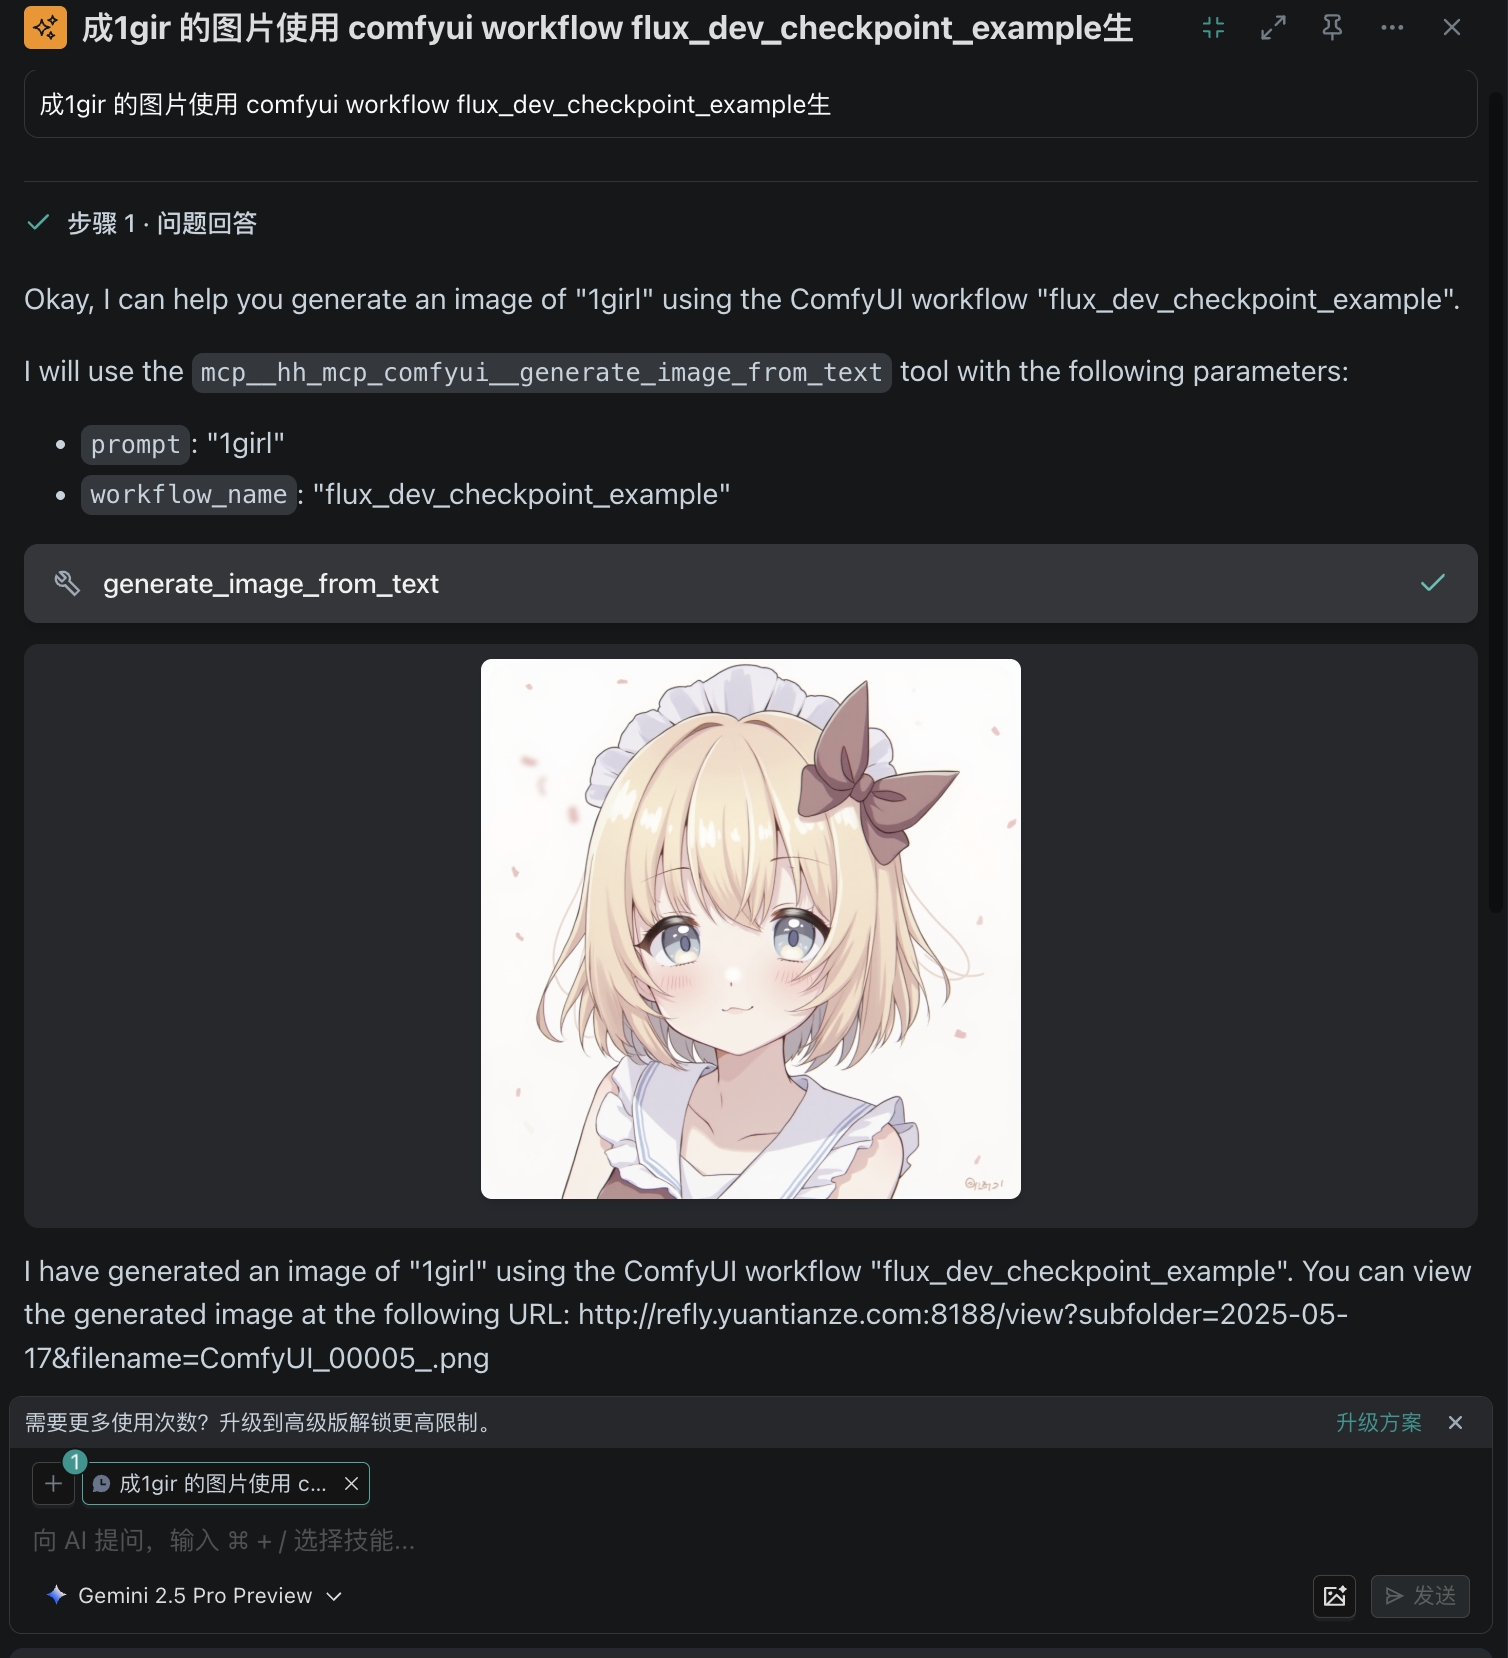 成1gir 的图片使用 comfyui workflow flux_dev_checkpoint_example生
成1gir 的图片使用 comfyui workflow flux_dev_checkpoint_example生
步骤 1 · 问题回答
Okay, I can help you generate an image of "1girl" using the ComfyUI workflow "flux_dev_checkpoint_example".
I will use the mcp__hh_mcp_comfyui__generate_image_from_text tool with the following parameters:
• prompt: "1girl"
• workflow_name: "flux_dev_checkpoint_example"
generate_image_from_text
I have generated an image of "1girl" using the ComfyUI workflow "flux_dev_checkpoint_example". You can view
the generated image at the following URL: http://refly.yuantianze.com:8188/view?subfolder=2025-05-
17&filename=ComfyUI_00005_.png
需要更多使用次数？升级到高级版解锁更高限制。 升级方案
1
成1gir 的图片使用 c...
向 AI 提问，输入 ⌘ + / 选择技能...
Gemini 2.5 Pro Preview
发送